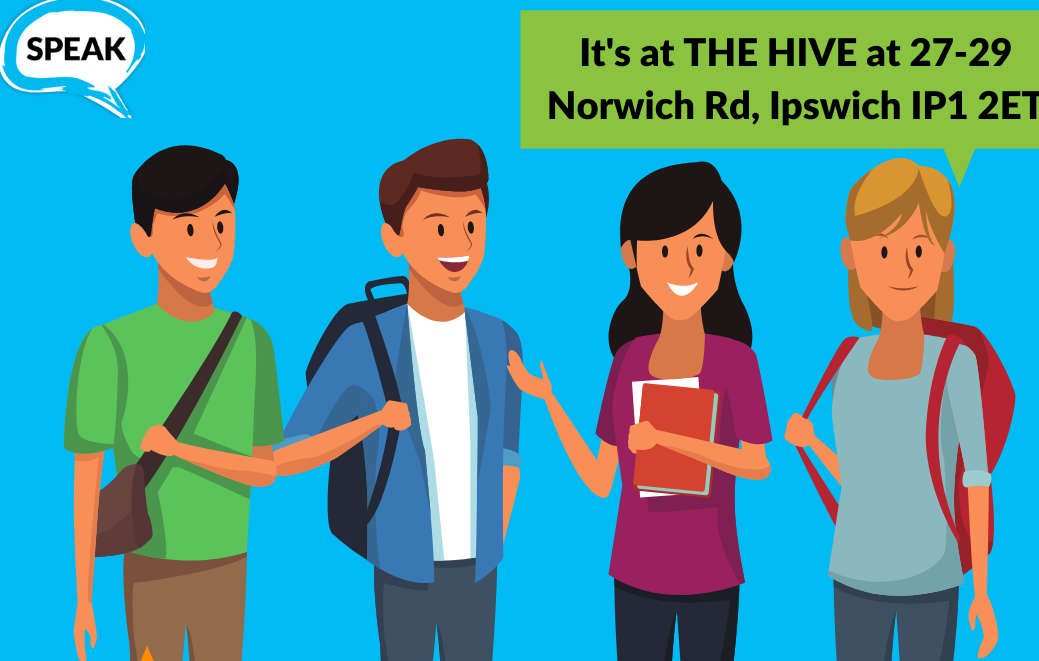 SPEAK
It's at THE HIVE at 27-29
Norwich Rd, Ipswich IP1 2ET